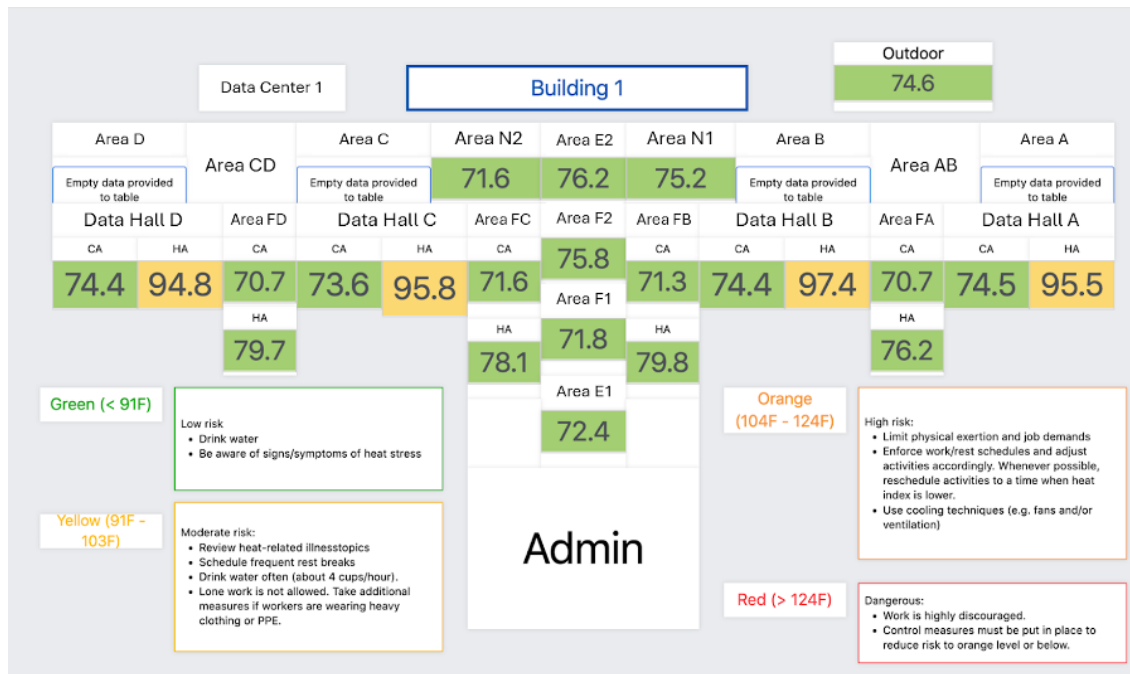 Outdoor
74.6
Data Center 1
Building 1
Area D
Area CD
Area C
Area N2
Area E2
Area N1
Area B
Area AB
Area A
Empty data provided
to table
Empty data provided
to table
71.6
76.2
75.2
Empty data provided
to table
Empty data provided
to table
Data Hall D
Area FD
Data Hall C
Area FC
Area F2
Area FB
Data Hall B
Area FA
Data Hall A
CA
HA
CA
CA
HA
CA
CA
CA
HA
CA
CA
HA
74.4
94.8
70.7
73.6
95.8
71.6
75.8
71.3
74.4
97.4
70.7
74.5
95.5
Area F1
HA
HA
HA
HA
79.7
78.1
71.8
79.8
76.2
Area E1
72.4
Green (< 91F)
Low risk
• Drink water
• Be aware of signs/symptoms of heat stress
Yellow (91F -
103F)
Moderate risk:
• Review heat-related illnesstopics
• Schedule frequent rest breaks
• Drink water often (about 4 cups/hour).
• Lone work is not allowed. Take additional
measures if workers are wearing heavy
clothing or PPE.
Admin
Orange
(104F - 124F)
High risk:
• Limit physical exertion and job demands
• Enforce work/rest schedules and adjust
activities accordingly. Whenever possible,
reschedule activities to a time when heat
index is lower.
• Use cooling techniques (e.g. fans and/or
ventilation)
Red (> 124F)
Dangerous:
• Work is highly discouraged.
• Control measures must be put in place to
reduce risk to orange level or below.